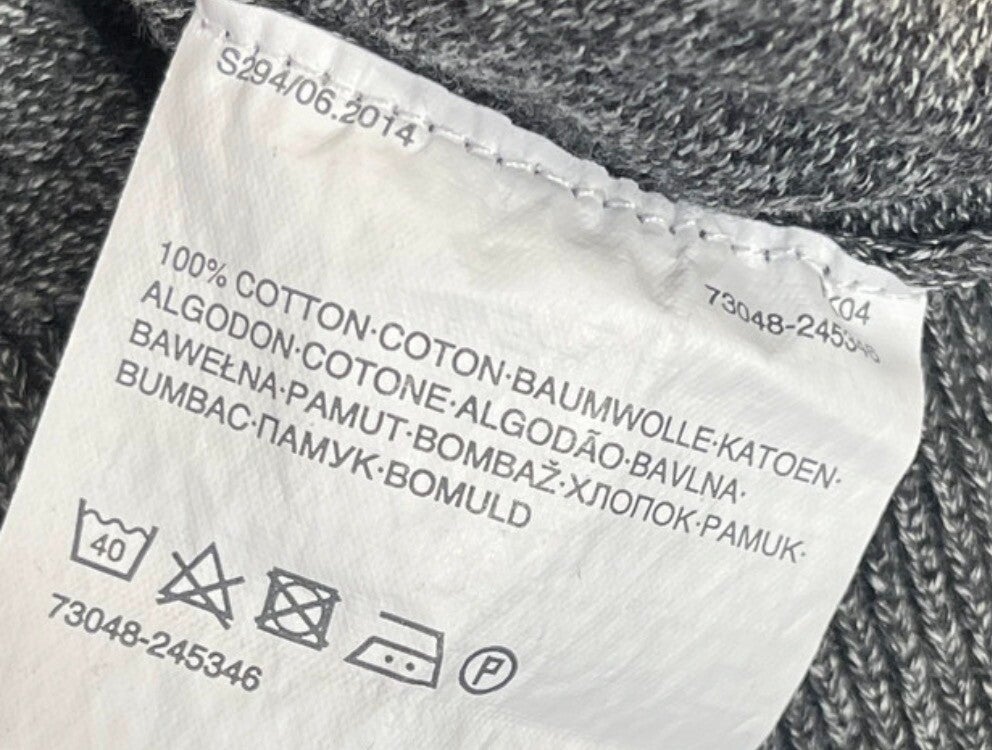 S294/06.2014
K04
73048-245346
100% COTTON·COTON·BAUMWOLLE·KATOEN·
ALGODON·COTONE·ALGODÃO·BAVLNA·
BAWEŁNA·PAMUT·BOMBAŽ·ХЛОПОК·PAMUK·
BUMBAC·ПАМУК·BOMULD
40
P
73048-245346